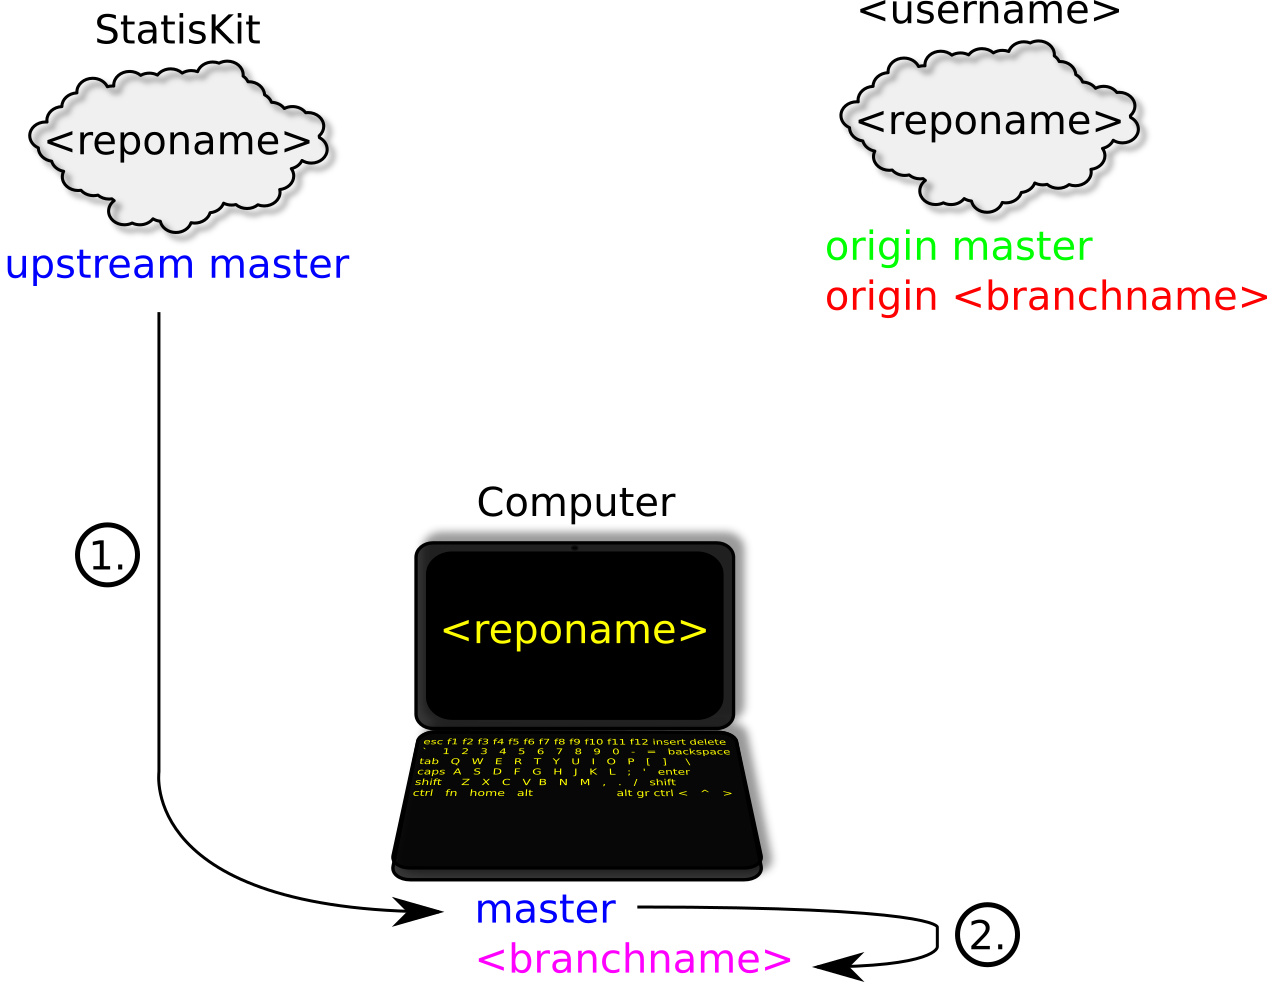 StatisKit
<username>
<reponame>
<reponame>
upstream master
origin master
origin <branchname>
1.
Computer
<reponame>
esc f1 f2 f3 f4 f5 f6 f7 f8 f9 f10 f11 f12 insert delete
` 1 2 3 4 5 6 7 8 9 0 - = backspace
tab Q W E R T Y U I O P [ ] \
caps A S D F G H J K L ; ' enter
shift Z X C V B N M , . / shift
ctrl fn home alt alt gr ctrl < ^ >
master
2.
<branchname>